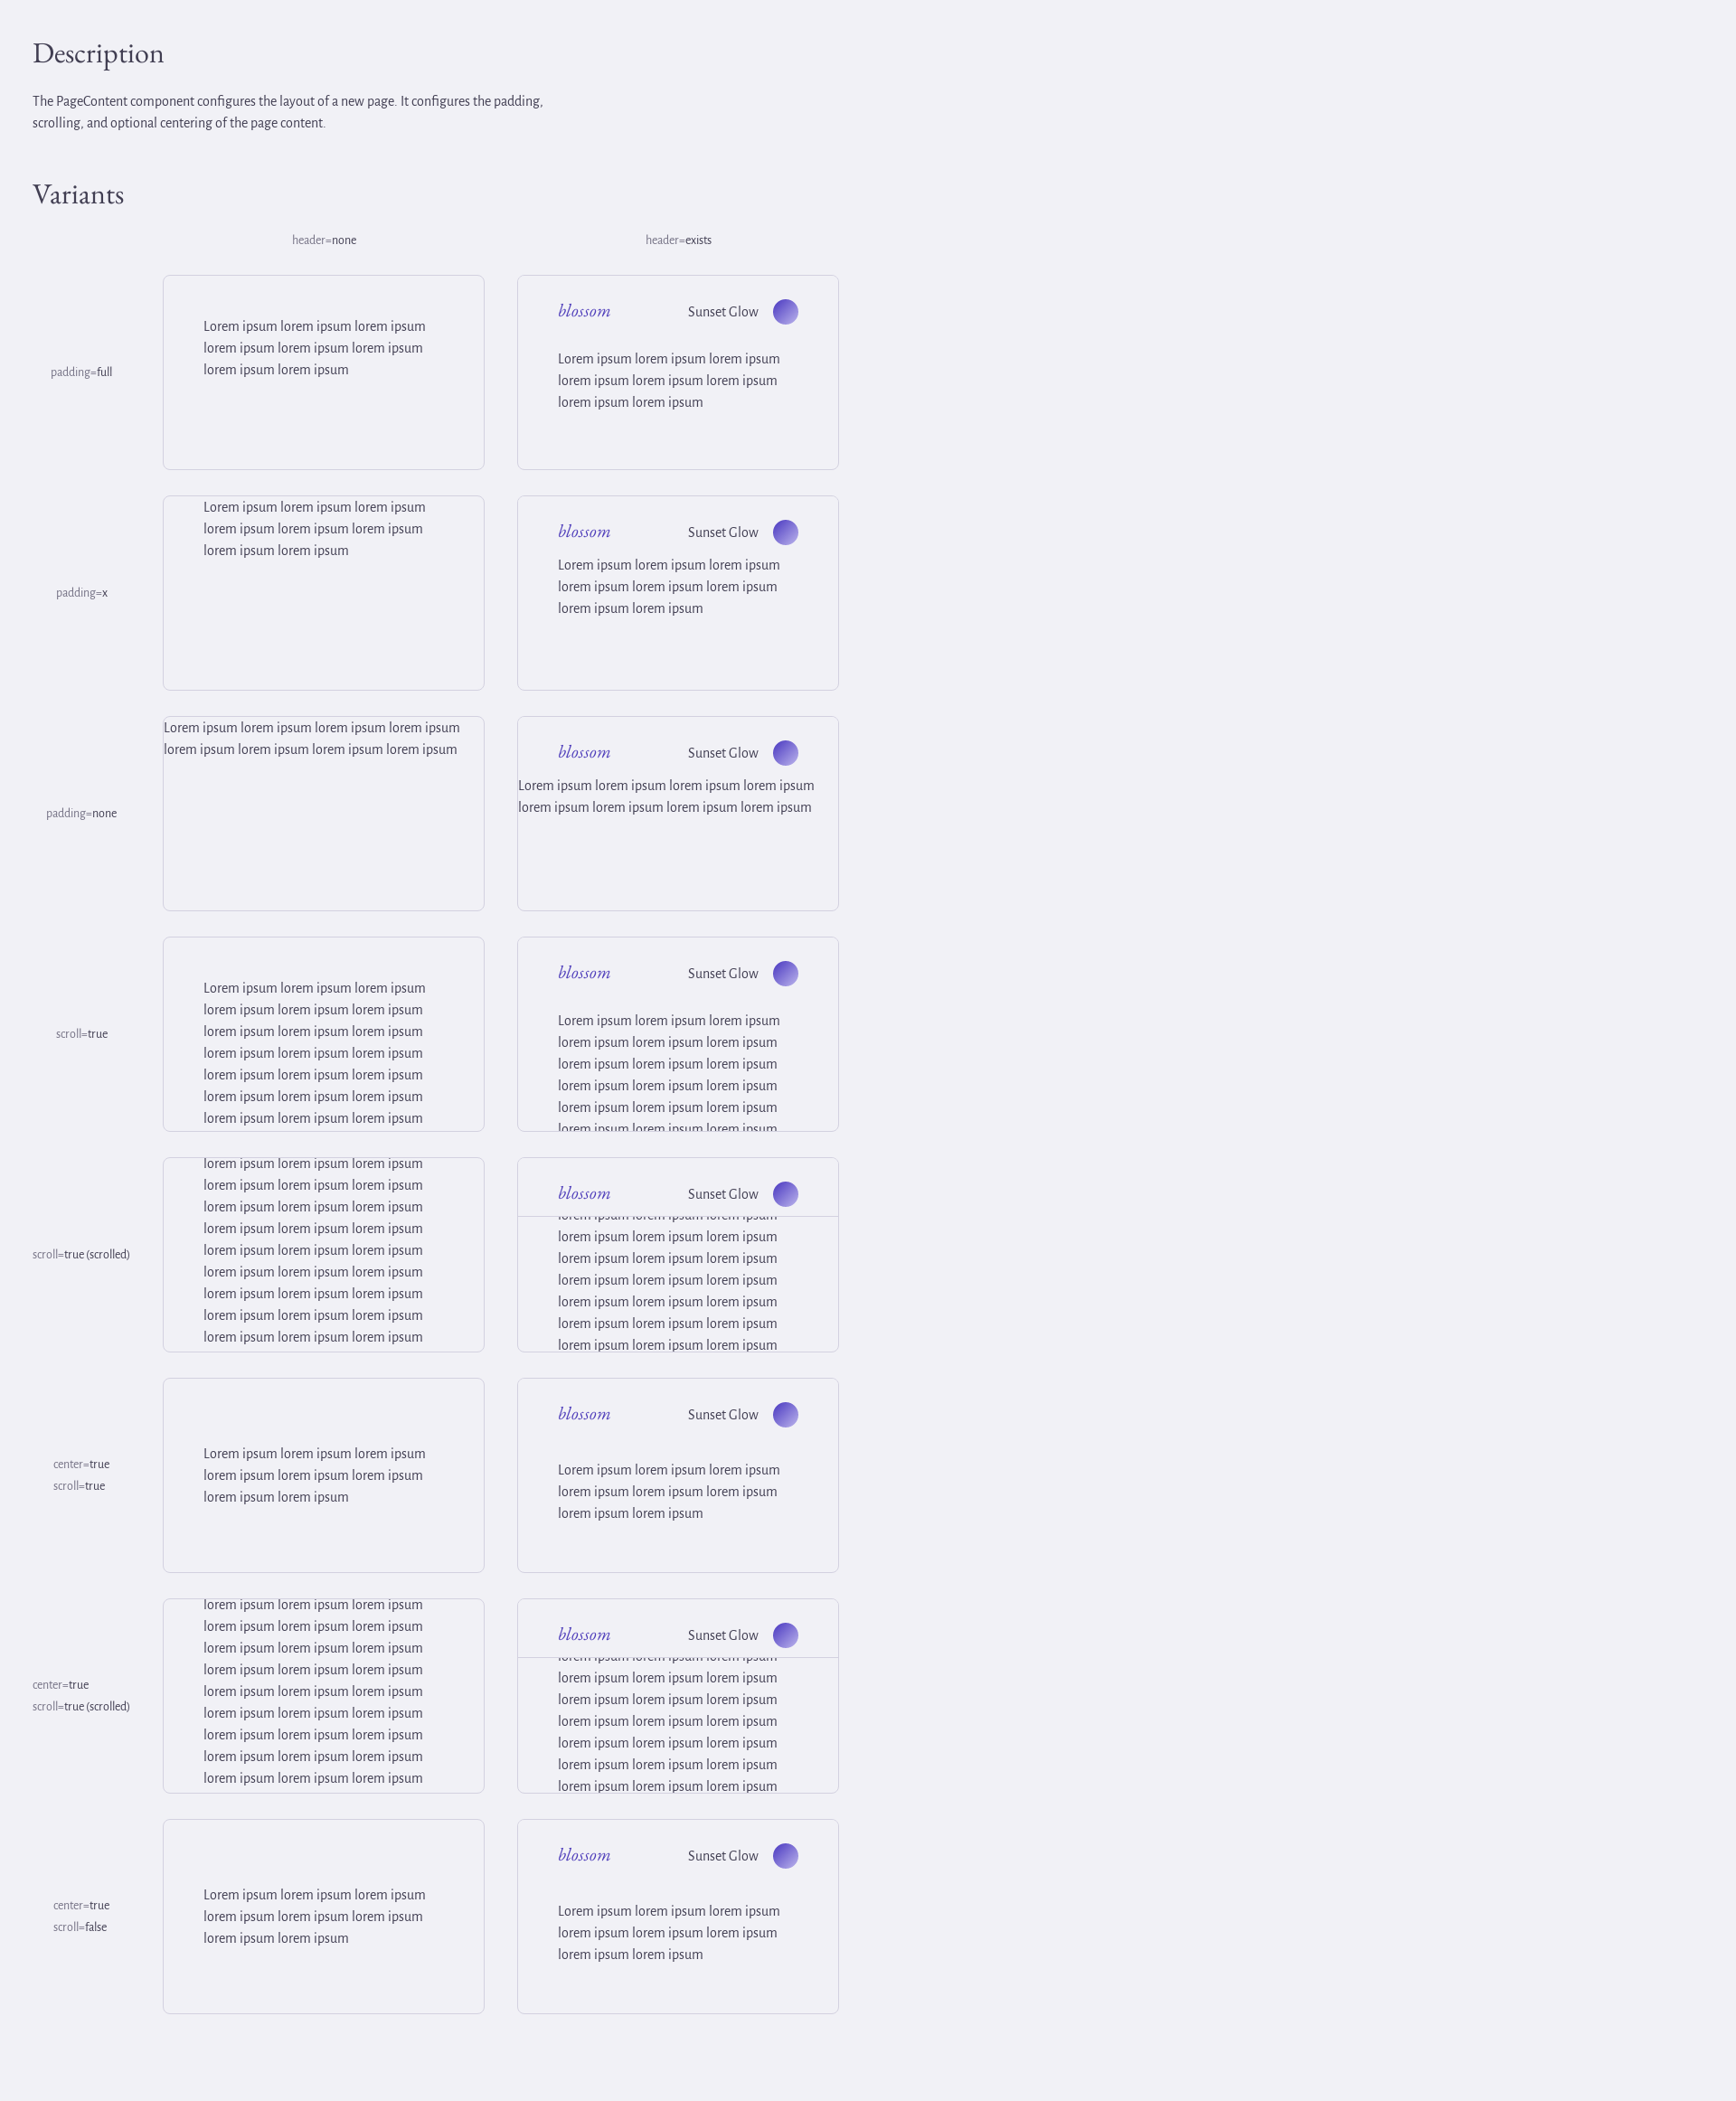 Description
The PageContent component configures the layout of a new page. It configures the padding,
scrolling, and optional centering of the page content.
Variants
header=none
header=exists
padding=full
Lorem ipsum lorem ipsum lorem ipsum
lorem ipsum lorem ipsum lorem ipsum
lorem ipsum lorem ipsum
blossom
Sunset Glow
Lorem ipsum lorem ipsum lorem ipsum
lorem ipsum lorem ipsum lorem ipsum
lorem ipsum lorem ipsum
padding=x
Lorem ipsum lorem ipsum lorem ipsum
lorem ipsum lorem ipsum lorem ipsum
lorem ipsum lorem ipsum
blossom
Sunset Glow
Lorem ipsum lorem ipsum lorem ipsum
lorem ipsum lorem ipsum lorem ipsum
lorem ipsum lorem ipsum
padding=none
Lorem ipsum lorem ipsum lorem ipsum lorem ipsum
lorem ipsum lorem ipsum lorem ipsum lorem ipsum
blossom
Sunset Glow
Lorem ipsum lorem ipsum lorem ipsum lorem ipsum
lorem ipsum lorem ipsum lorem ipsum lorem ipsum
scroll=true
Lorem ipsum lorem ipsum lorem ipsum
lorem ipsum lorem ipsum lorem ipsum
lorem ipsum lorem ipsum lorem ipsum
lorem ipsum lorem ipsum lorem ipsum
lorem ipsum lorem ipsum lorem ipsum
lorem ipsum lorem ipsum lorem ipsum
lorem ipsum lorem ipsum lorem ipsum
blossom
Sunset Glow
Lorem ipsum lorem ipsum lorem ipsum
lorem ipsum lorem ipsum lorem ipsum
lorem ipsum lorem ipsum lorem ipsum
lorem ipsum lorem ipsum lorem ipsum
lorem ipsum lorem ipsum lorem ipsum
lorem ipsum lorem ipsum lorem ipsum
scroll=true (scrolled)
lorem ipsum lorem ipsum lorem ipsum
lorem ipsum lorem ipsum lorem ipsum
lorem ipsum lorem ipsum lorem ipsum
lorem ipsum lorem ipsum lorem ipsum
lorem ipsum lorem ipsum lorem ipsum
lorem ipsum lorem ipsum lorem ipsum
lorem ipsum lorem ipsum lorem ipsum
lorem ipsum lorem ipsum lorem ipsum
lorem ipsum lorem ipsum lorem ipsum
blossom
Sunset Glow
lorem ipsum lorem ipsum lorem ipsum
lorem ipsum lorem ipsum lorem ipsum
lorem ipsum lorem ipsum lorem ipsum
lorem ipsum lorem ipsum lorem ipsum
lorem ipsum lorem ipsum lorem ipsum
lorem ipsum lorem ipsum lorem ipsum
center=true
scroll=true
Lorem ipsum lorem ipsum lorem ipsum
lorem ipsum lorem ipsum lorem ipsum
lorem ipsum lorem ipsum
blossom
Sunset Glow
Lorem ipsum lorem ipsum lorem ipsum
lorem ipsum lorem ipsum lorem ipsum
lorem ipsum lorem ipsum
center=true
scroll=true (scrolled)
lorem ipsum lorem ipsum lorem ipsum
lorem ipsum lorem ipsum lorem ipsum
lorem ipsum lorem ipsum lorem ipsum
lorem ipsum lorem ipsum lorem ipsum
lorem ipsum lorem ipsum lorem ipsum
lorem ipsum lorem ipsum lorem ipsum
lorem ipsum lorem ipsum lorem ipsum
lorem ipsum lorem ipsum lorem ipsum
lorem ipsum lorem ipsum lorem ipsum
blossom
Sunset Glow
lorem ipsum lorem ipsum lorem ipsum
lorem ipsum lorem ipsum lorem ipsum
lorem ipsum lorem ipsum lorem ipsum
lorem ipsum lorem ipsum lorem ipsum
lorem ipsum lorem ipsum lorem ipsum
lorem ipsum lorem ipsum lorem ipsum
center=true
scroll=false
Lorem ipsum lorem ipsum lorem ipsum
lorem ipsum lorem ipsum lorem ipsum
lorem ipsum lorem ipsum
blossom
Sunset Glow
Lorem ipsum lorem ipsum lorem ipsum
lorem ipsum lorem ipsum lorem ipsum
lorem ipsum lorem ipsum